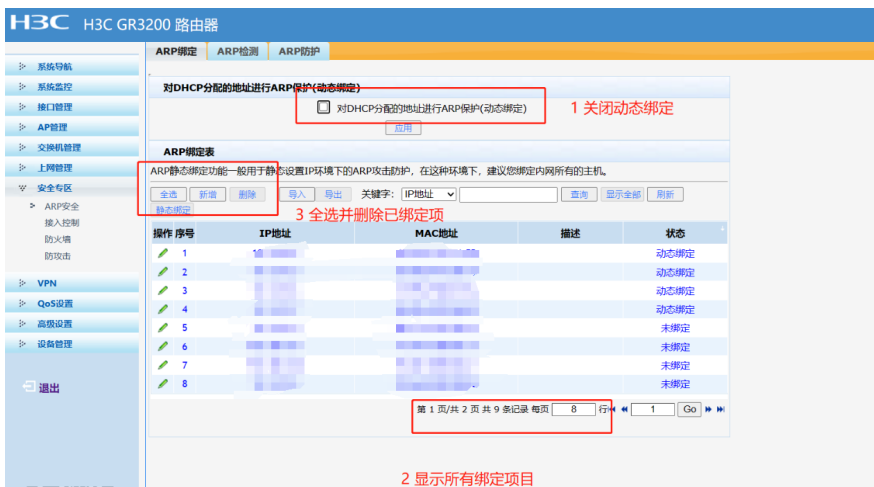 H3C H3C GR3200 路由器
ARP绑定 ARP检测 ARP防护
系统导航
系统监控
接口管理
AP管理
交换机管理
上网管理
安全专区
ARP安全
接入控制
防火墙
防攻击
VPN
QoS设置
高级设置
设备管理
退出
对DHCP分配的地址进行ARP保护(动态绑定)
对DHCP分配的地址进行ARP保护(动态绑定)
1 关闭动态绑定
应用
ARP绑定表
ARP静态绑定功能一般用于静态设置IP环境下的ARP攻击防护，在这种环境下，建议您绑定内网所有的主机。
全选 新增 删除 导入 导出 关键字: IP地址 查询 显示全部 刷新
静态绑定
3 全选并删除已绑定项
操作 序号 IP地址 MAC地址 描述 状态
1 动态绑定
2 动态绑定
3 动态绑定
4 动态绑定
5 未绑定
6 未绑定
7 未绑定
8 未绑定
第 1 页/共 2 页 共 9 条记录 每页 8 行 1 Go
2 显示所有绑定项目